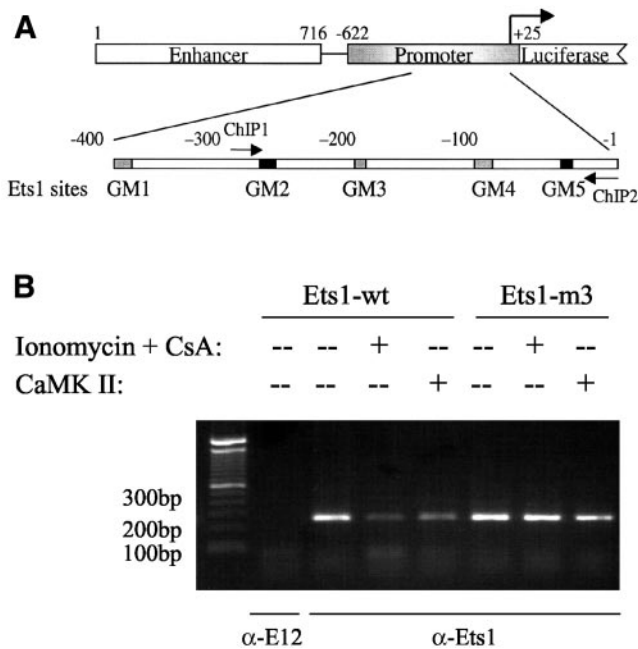 A
1 716 -622 +25
Enhancer Promoter Luciferase
-400 -300 ChIP1 -200 -100 -1
Ets1 sites GM1 GM2 GM3 GM4 GM5 ChIP2
B
Ets1-wt Ets1-m3
Ionomycin + CsA: -- -- + -- -- + --
CaMK II: -- -- -- + -- -- +
300bp
200bp
100bp
α-E12 α-Ets1